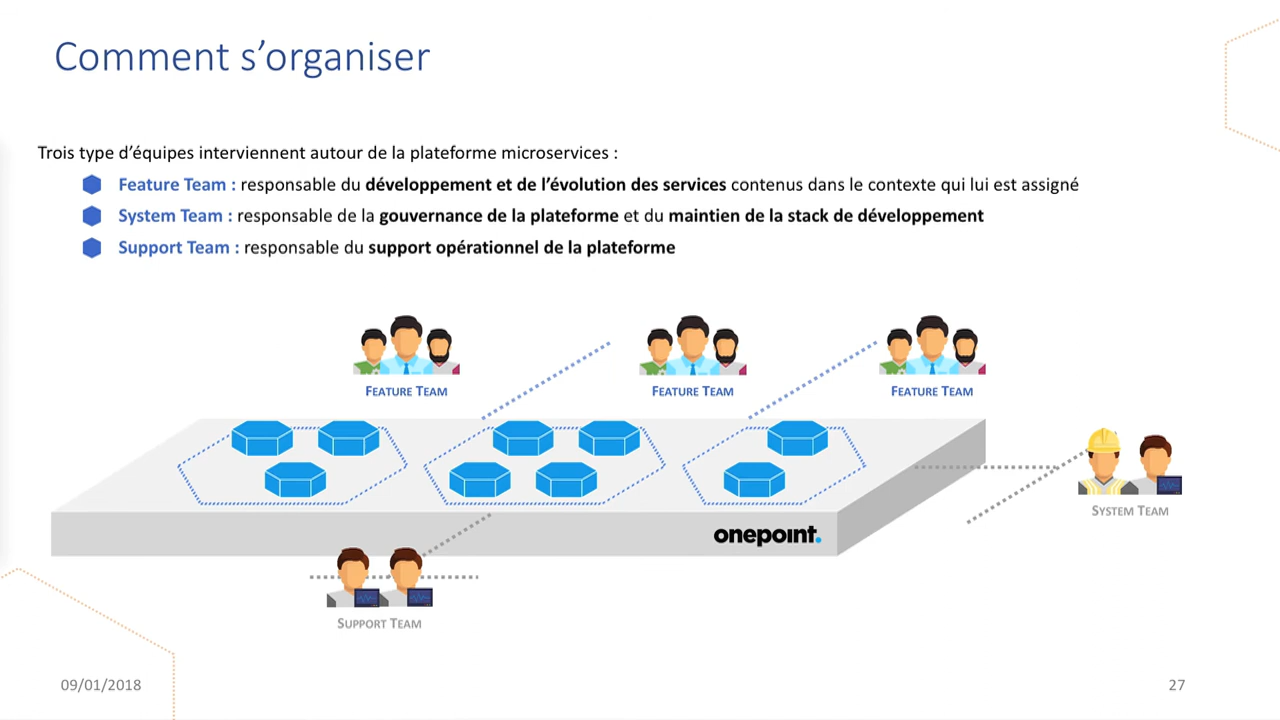 Comment s’organiser
Trois type d’équipes interviennent autour de la plateforme microservices :
Feature Team : responsable du développement et de l’évolution des services contenus dans le contexte qui lui est assigné
System Team : responsable de la gouvernance de la plateforme et du maintien de la stack de développement
Support Team : responsable du support opérationnel de la plateforme
Feature Team
Feature Team
Feature Team
System Team
onepoint.
Support Team
09/01/2018
27